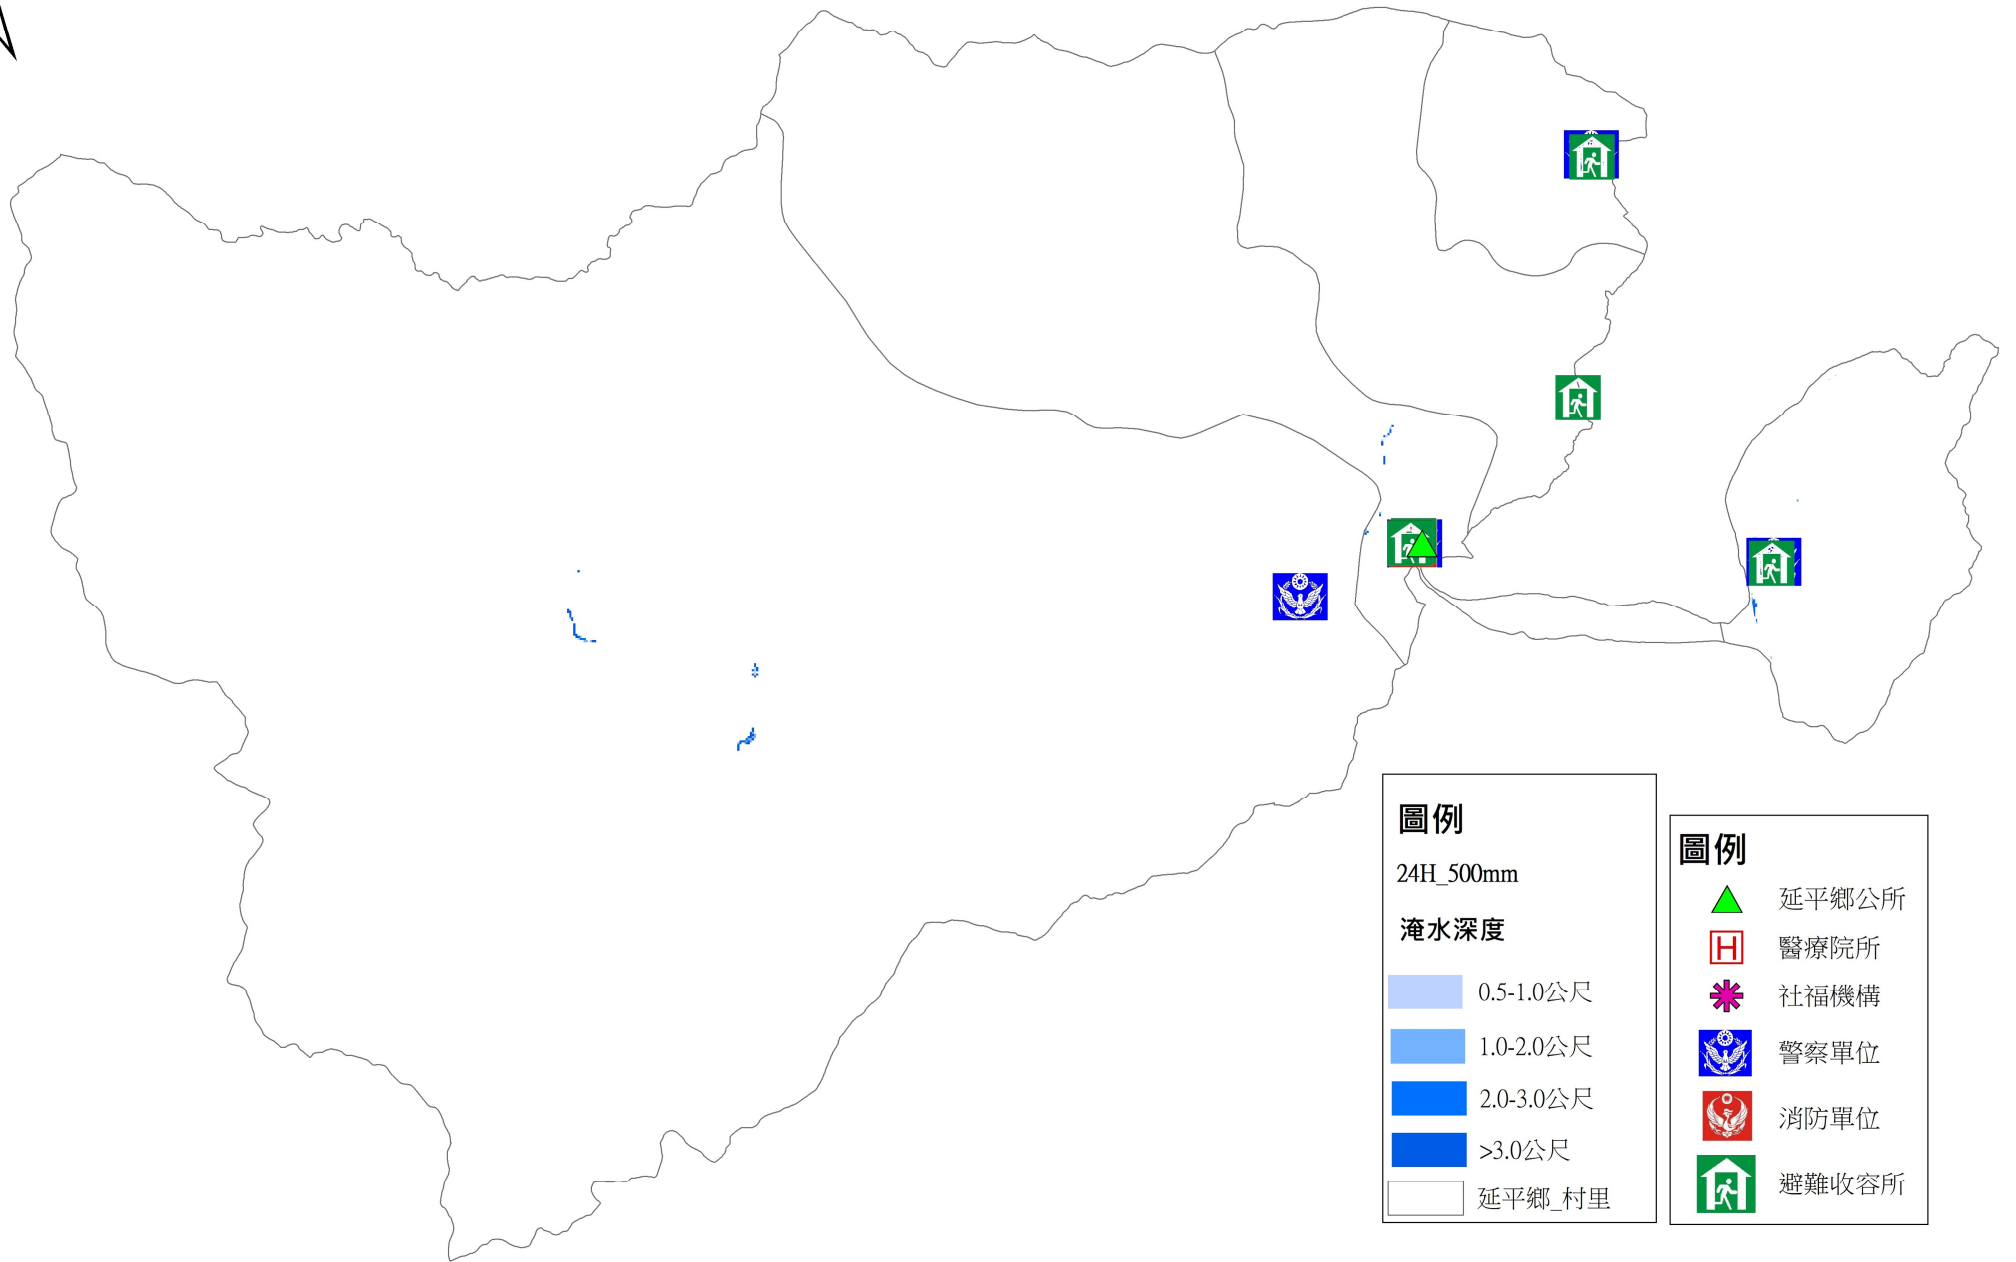 圖例
24H_500mm
淹水深度
0.5-1.0公尺
1.0-2.0公尺
2.0-3.0公尺
>3.0公尺
延平鄉_村里
圖例
延平鄉公所
H 醫療院所
社福機構
警察單位
消防單位
避難收容所